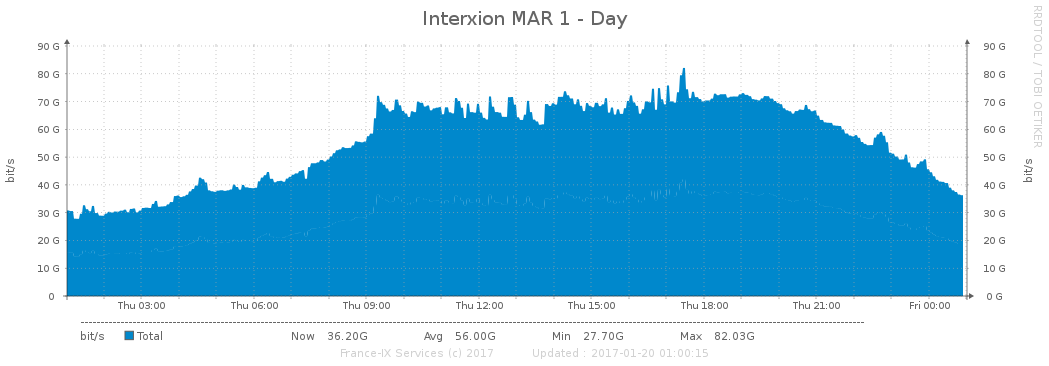 Interxion MAR 1 - Day
RRDTOOL / TOBI OETIKER
90 G 90 G
80 G 80 G
70 G 70 G
60 G 60 G
50 G 50 G
40 G 40 G
30 G 30 G
20 G 20 G
10 G 10 G
0 0 G
bit/s bit/s
Thu 03:00 Thu 06:00 Thu 09:00 Thu 12:00 Thu 15:00 Thu 18:00 Thu 21:00 Fri 00:00
bit/s Total Now 36.20G Avg 56.00G Min 27.70G Max 82.03G
France-IX Services (c) 2017 Updated : 2017-01-20 01:00:15